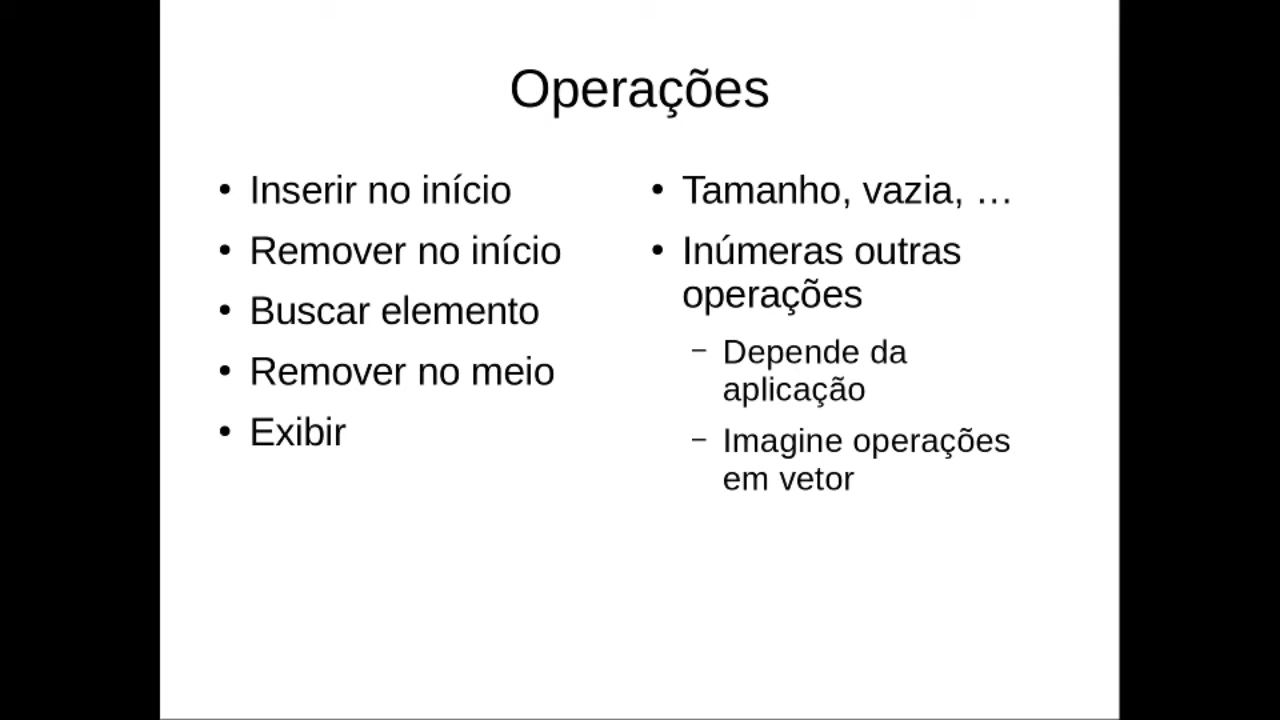 Operações
• Inserir no início
• Remover no início
• Buscar elemento
• Remover no meio
• Exibir
• Tamanho, vazia, …
• Inúmeras outras
operações
– Depende da
aplicação
– Imagine operações
em vetor